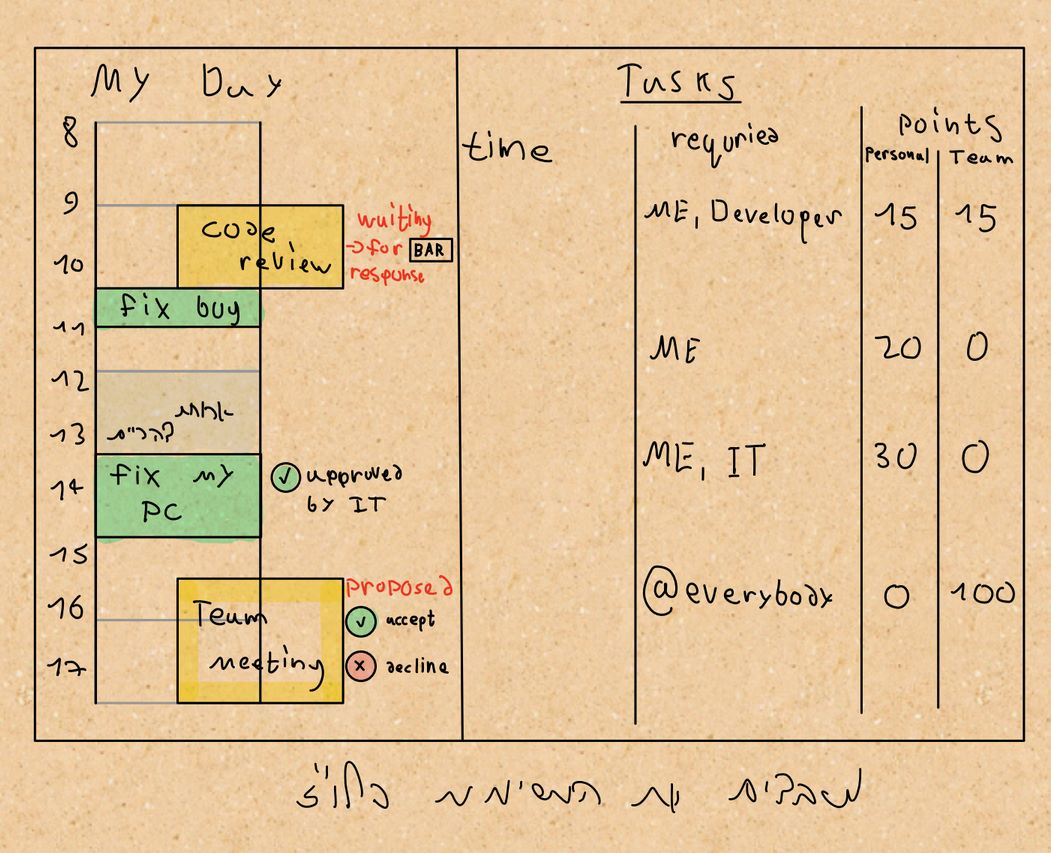 My Day
8
9
10
11
12
13
14
15
16
17
code
review
waiting
→ for BAR
response
fix bug
ארוחת
צהריים
fix my
PC
approved
by IT
Team
meeting
proposed
accept
decline
Tasks
time
requried
points
Personal Team
ME, Developer 15 15
ME 20 0
ME, IT 30 0
@everybody 0 100
משבצים את המשימות בלו"ז